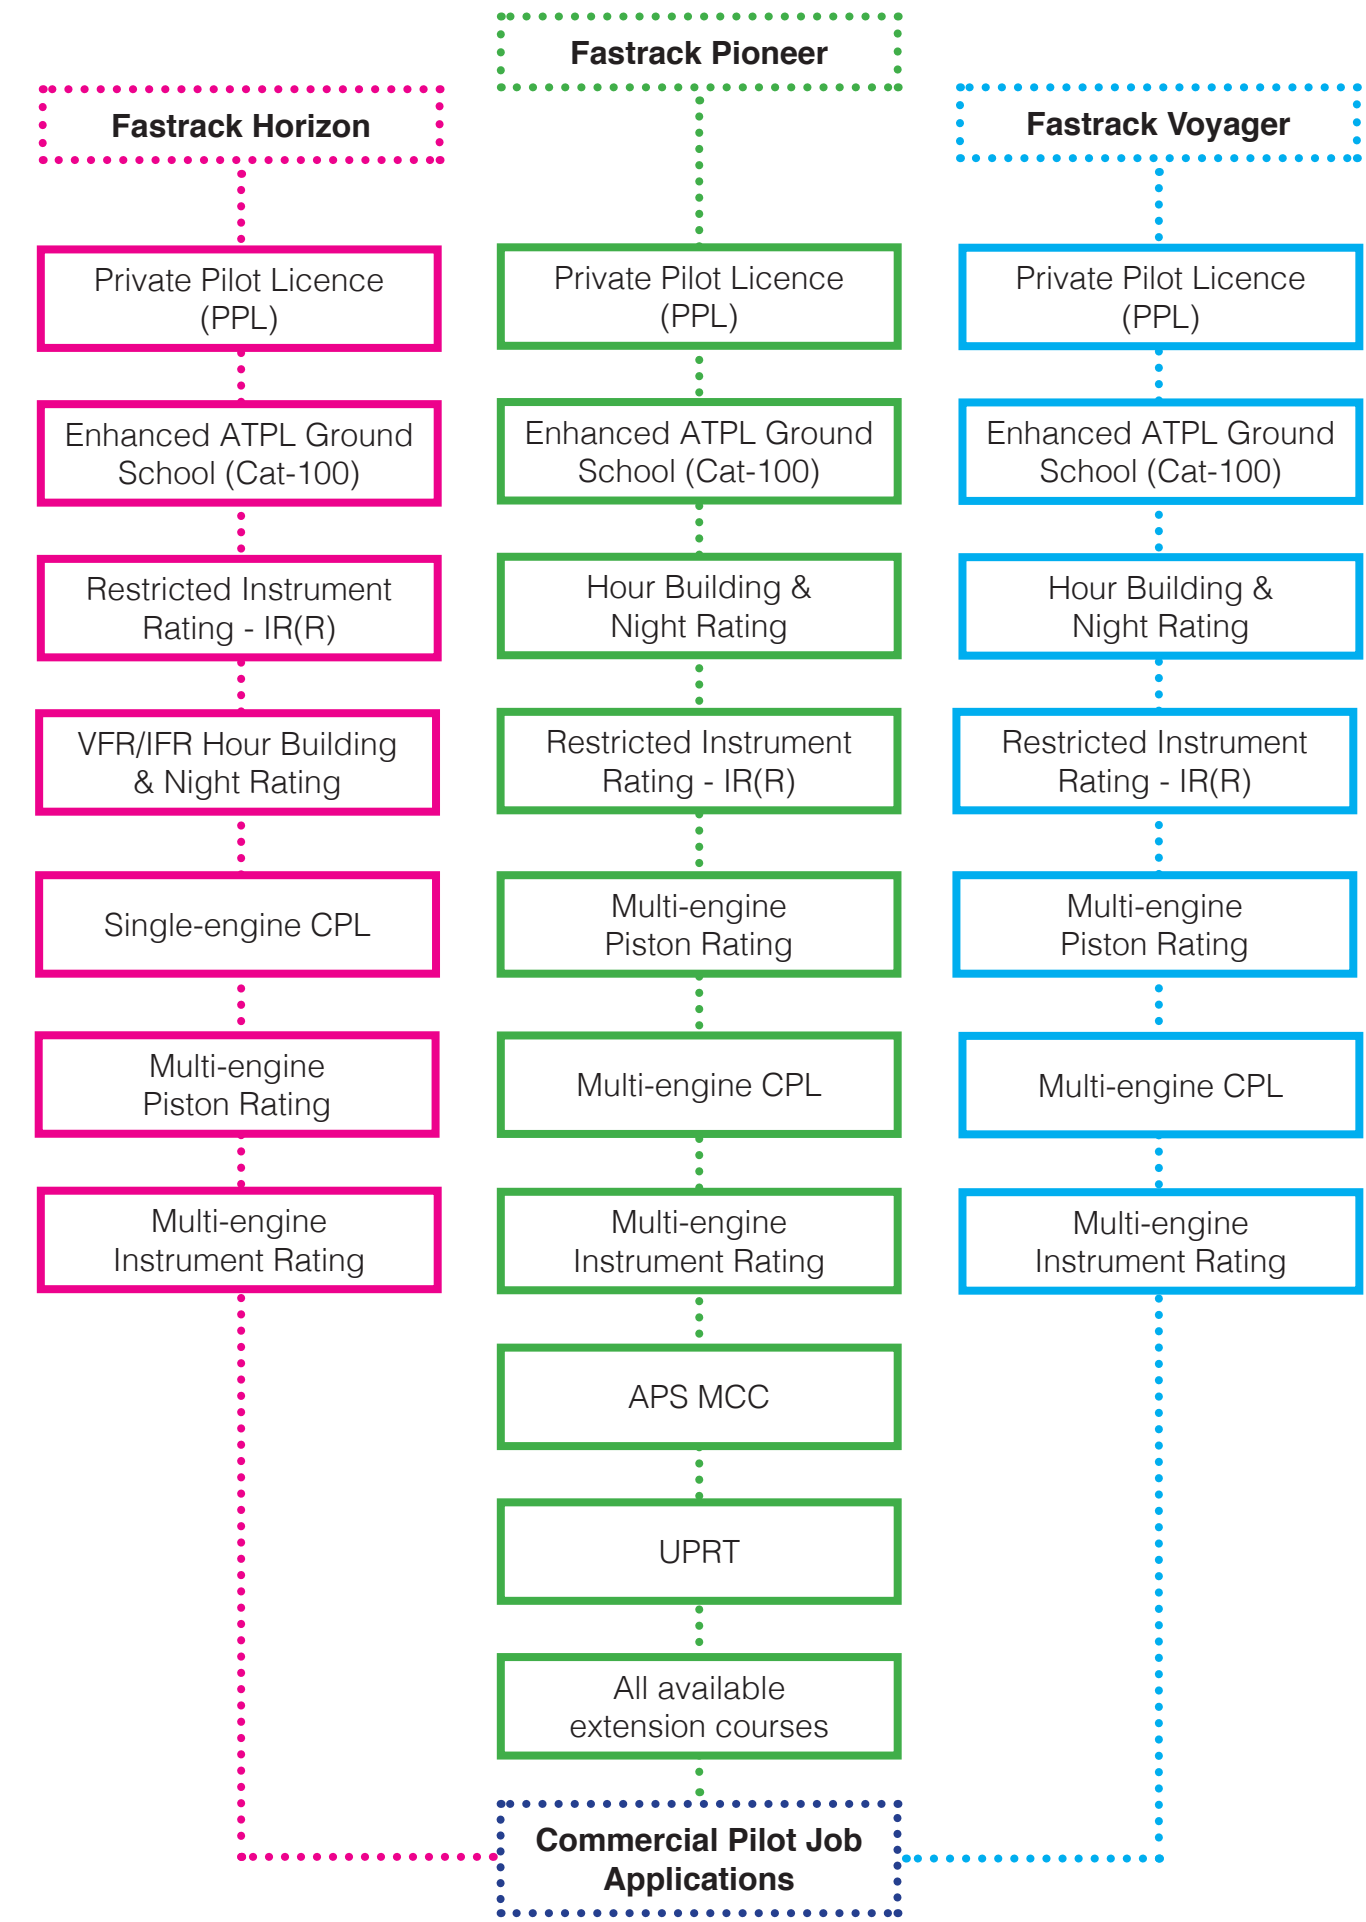 Fastrack Horizon
Private Pilot Licence
(PPL)
Enhanced ATPL Ground
School (Cat-100)
Restricted Instrument
Rating - IR(R)
VFR/IFR Hour Building
& Night Rating
Single-engine CPL
Multi-engine
Piston Rating
Multi-engine
Instrument Rating
Fastrack Pioneer
Private Pilot Licence
(PPL)
Enhanced ATPL Ground
School (Cat-100)
Hour Building &
Night Rating
Restricted Instrument
Rating - IR(R)
Multi-engine
Piston Rating
Multi-engine CPL
Multi-engine
Instrument Rating
APS MCC
UPRT
All available
extension courses
Fastrack Voyager
Private Pilot Licence
(PPL)
Enhanced ATPL Ground
School (Cat-100)
Hour Building &
Night Rating
Restricted Instrument
Rating - IR(R)
Multi-engine
Piston Rating
Multi-engine CPL
Multi-engine
Instrument Rating
Commercial Pilot Job
Applications